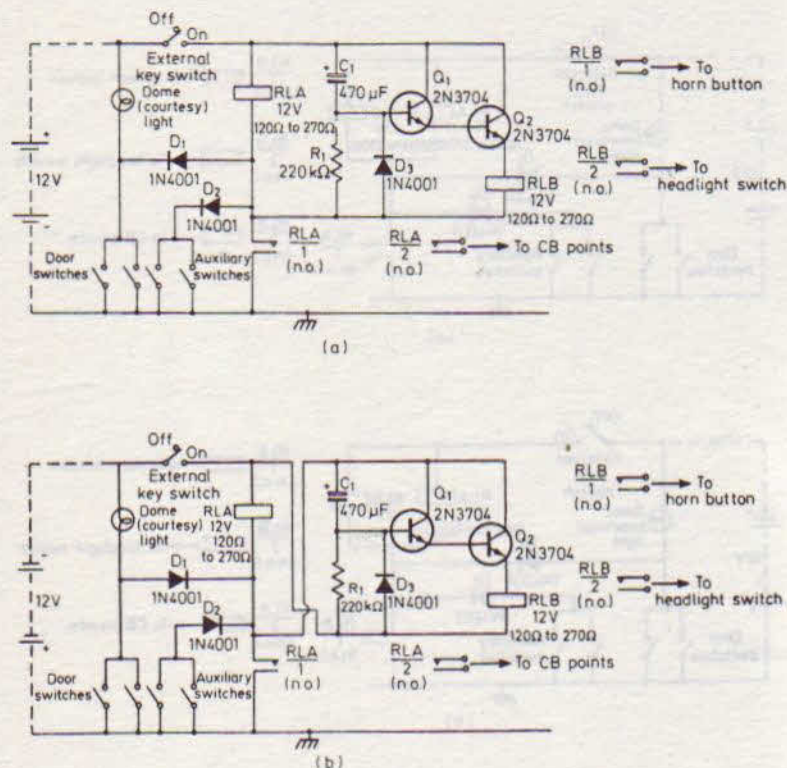 Off
On
External
key switch
Dome
(courtesy)
light
RLA
12V
120Ω to 270Ω
C1
470 µF
Q1
2N3704
Q2
2N3704
RLB
1
(n.o.)
To
horn button
D1
1N4001
R1
220kΩ
D3
1N4001
RLB
12V
120Ω to 270Ω
RLB
2
(n.o.)
To
headlight switch
+
12V
-
D2
1N4001
Door
switches
Auxiliary
switches
RLA
1
(n.o.)
RLA
2
(n.o.)
To CB points
(a)
Off
On
External
key switch
Dome
(courtesy)
light
RLA
12V
120Ω
to 270Ω
+
C1
470 µF
Q1
2N3704
Q2
2N3704
RLB
1
(n.o.)
To
horn button
D1
1N4001
R1
220kΩ
D3
1N4001
RLB
12V
120Ω to 270Ω
RLB
2
(n.o.)
To
headlight switch
-
12V
+
D2
1N4001
Door
switches
Auxiliary
switches
RLA
1
(n.o.)
RLA
2
(n.o.)
To CB points
(b)